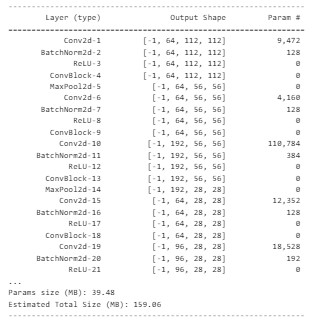 ----------------------------------------------------------------
Layer (type) Output Shape Param #
================================================================
Conv2d-1 [-1, 64, 112, 112] 9,472
BatchNorm2d-2 [-1, 64, 112, 112] 128
ReLU-3 [-1, 64, 112, 112] 0
ConvBlock-4 [-1, 64, 112, 112] 0
MaxPool2d-5 [-1, 64, 56, 56] 0
Conv2d-6 [-1, 64, 56, 56] 4,160
BatchNorm2d-7 [-1, 64, 56, 56] 128
ReLU-8 [-1, 64, 56, 56] 0
ConvBlock-9 [-1, 64, 56, 56] 0
Conv2d-10 [-1, 192, 56, 56] 110,784
BatchNorm2d-11 [-1, 192, 56, 56] 384
ReLU-12 [-1, 192, 56, 56] 0
ConvBlock-13 [-1, 192, 56, 56] 0
MaxPool2d-14 [-1, 192, 28, 28] 0
Conv2d-15 [-1, 64, 28, 28] 12,352
BatchNorm2d-16 [-1, 64, 28, 28] 128
ReLU-17 [-1, 64, 28, 28] 0
ConvBlock-18 [-1, 64, 28, 28] 0
Conv2d-19 [-1, 96, 28, 28] 18,528
BatchNorm2d-20 [-1, 96, 28, 28] 192
ReLU-21 [-1, 96, 28, 28] 0
...
Params size (MB): 39.48
Estimated Total Size (MB): 159.06
----------------------------------------------------------------